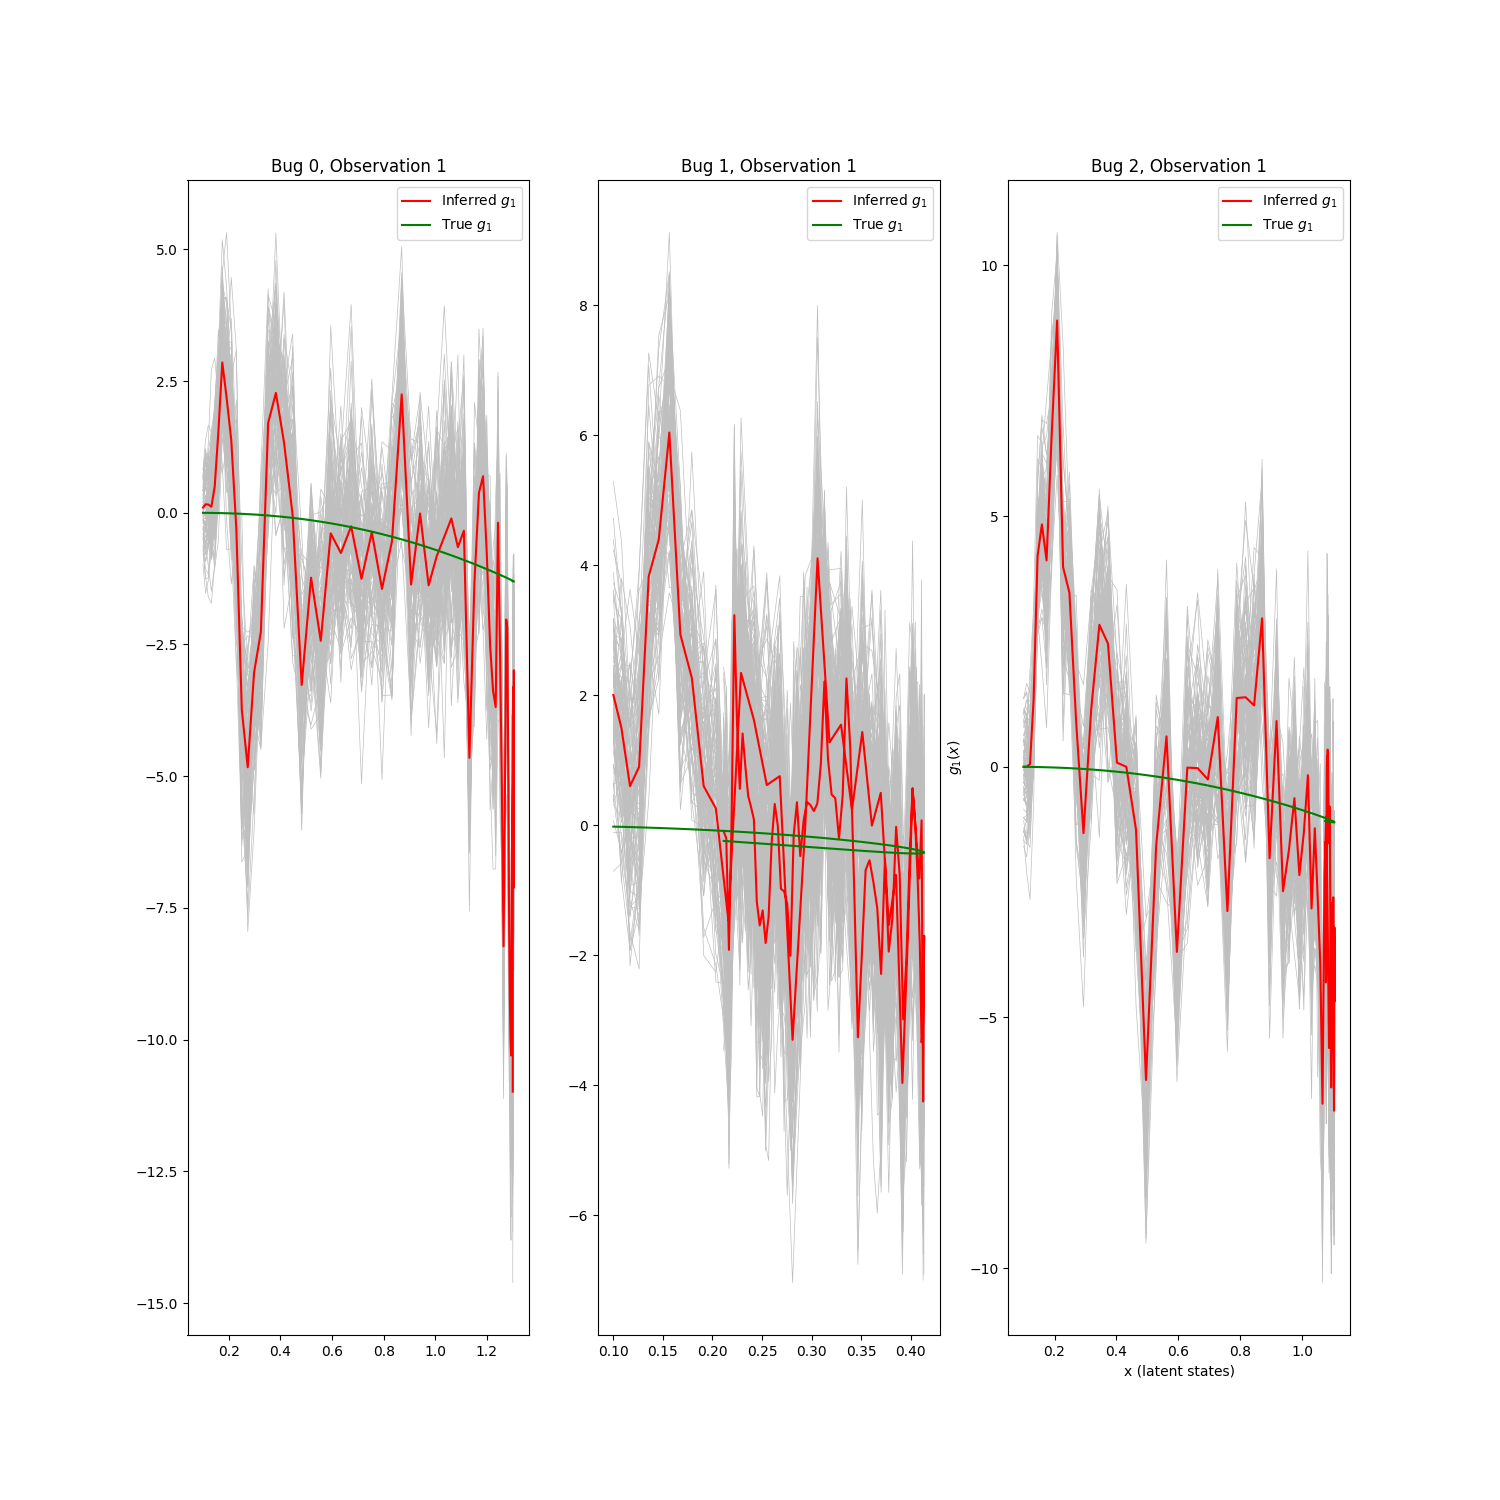 Bug 0, Observation 1
Inferred g₁
True g₁
5.0
2.5
0.0
−2.5
−5.0
−7.5
−10.0
−12.5
−15.0
0.2 0.4 0.6 0.8 1.0 1.2
Bug 1, Observation 1
Inferred g₁
True g₁
8
6
4
2
0
−2
−4
−6
0.10 0.15 0.20 0.25 0.30 0.35 0.40
Bug 2, Observation 1
Inferred g₁
True g₁
g₁(x)
10
5
0
−5
−10
0.2 0.4 0.6 0.8 1.0
x (latent states)